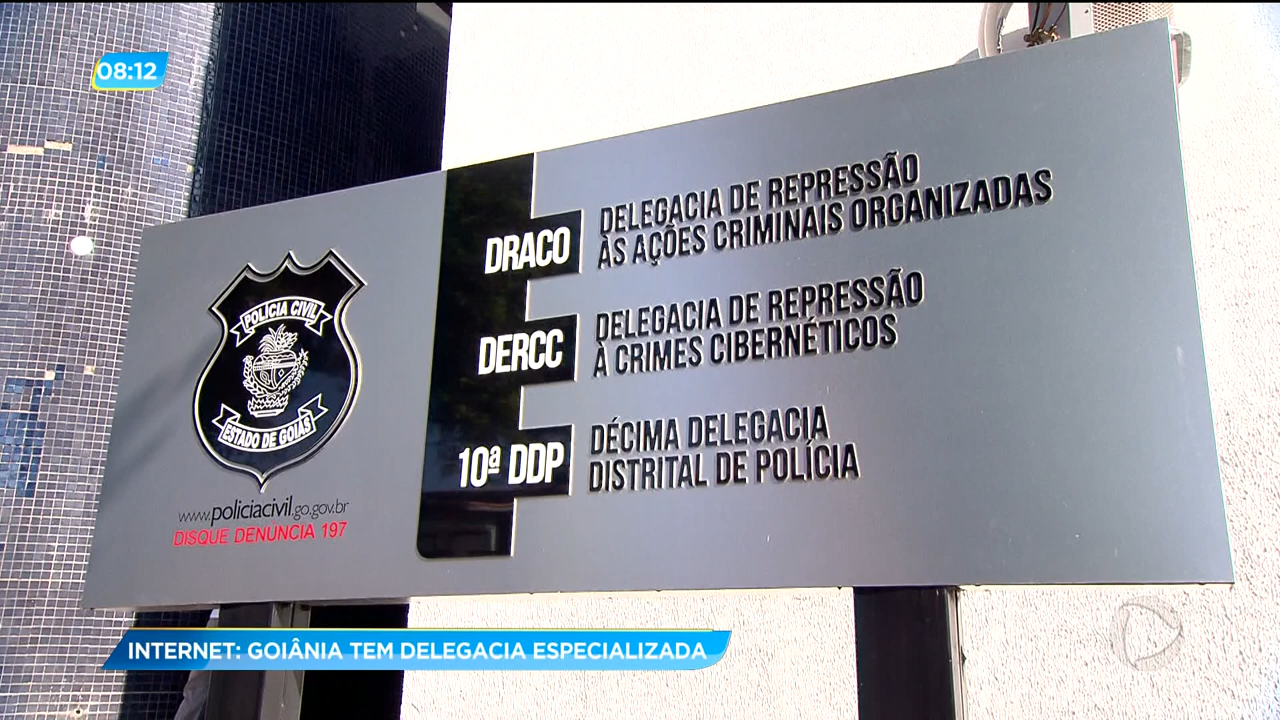 08:12
DRACO
DELEGACIA DE REPRESSÃO
ÀS AÇÕES CRIMINAIS ORGANIZADAS
DERCC
DELEGACIA DE REPRESSÃO
À CRIMES CIBERNÉTICOS
10ª DDP
DÉCIMA DELEGACIA
DISTRITAL DE POLÍCIA
POLÍCIA CIVIL
ESTADO DE GOIÁS
www.policiacivil.go.gov.br
DISQUE DENÚNCIA 197
INTERNET: GOIÂNIA TEM DELEGACIA ESPECIALIZADA